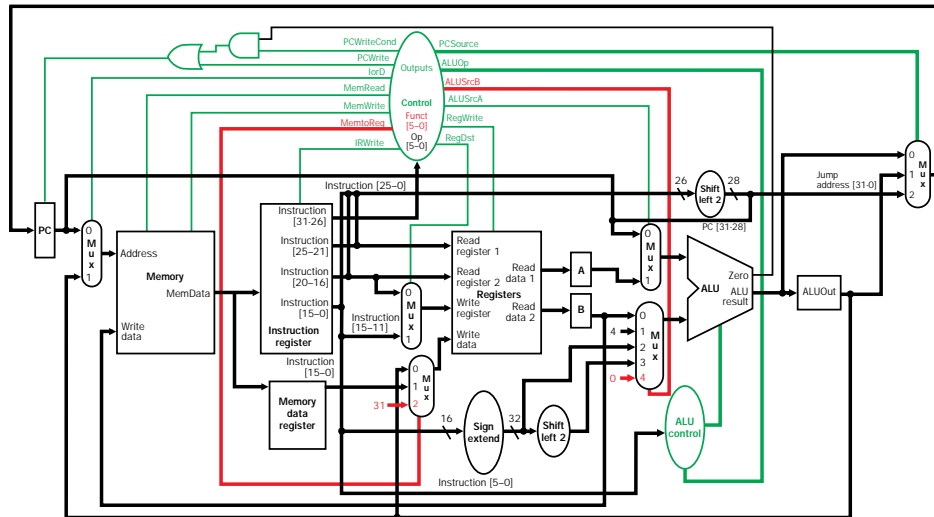 PCWriteCond
PCSource
PCWrite
Outputs
ALUOp
IorD
ALUSrcB
MemRead
Control
ALUSrcA
MemWrite
Funct
[5–0]
RegWrite
MemtoReg
Op
[5–0]
RegDst
IRWrite
Instruction [25–0]
26
28
Shift
left 2
Jump
address [31-0]
0
1
2
M
u
x
PC [31-28]
PC
0
1
M
u
x
Address
Memory
MemData
Write
data
Instruction
[31-26]
Instruction
[25–21]
Instruction
[20–16]
Instruction
[15–0]
Instruction
register
Instruction
[15–0]
Memory
data
register
Instruction
[15–11]
0
1
M
u
x
0
1
2
M
u
x
31
Read
register 1
Read
register 2
Registers
Write
register
Write
data
Read
data 1
Read
data 2
A
B
0
1
M
u
x
4
0
0
1
2
3
4
M
u
x
Zero
ALU
ALU
result
ALUOut
16
Sign
extend
32
Shift
left 2
ALU
control
Instruction [5–0]